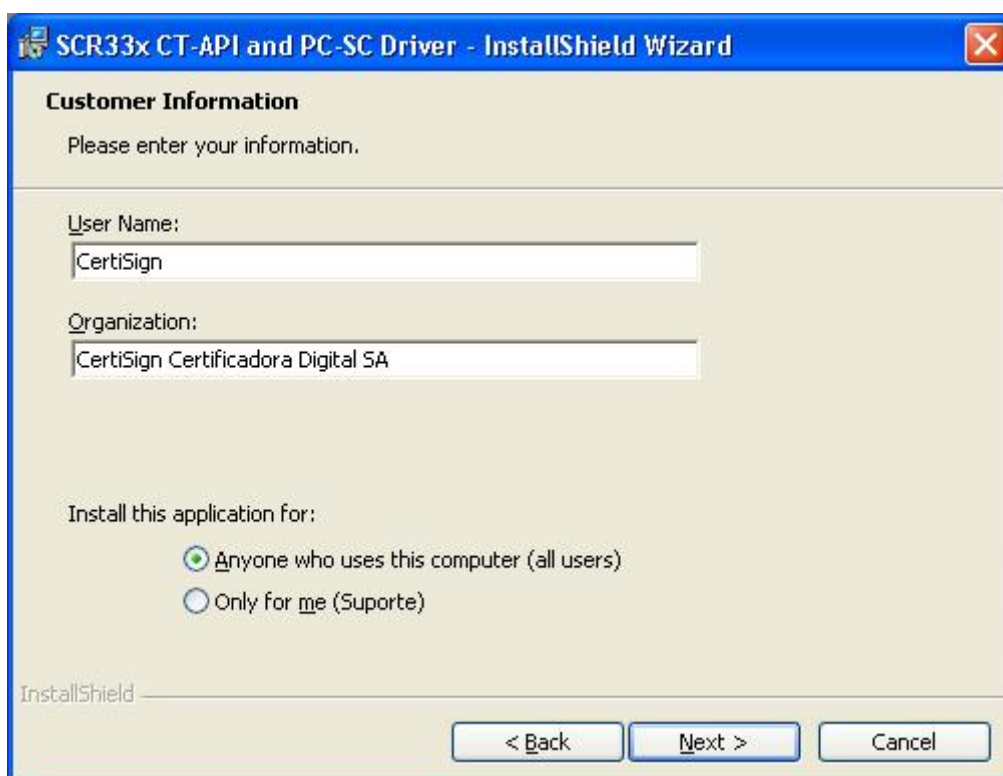 SCR33x CT-API and PC-SC Driver - InstallShield Wizard
Customer Information
Please enter your information.
User Name:
CertiSign
Organization:
CertiSign Certificadora Digital SA
Install this application for:
Anyone who uses this computer (all users)
Only for me (Suporte)
InstallShield
< Back Next > Cancel